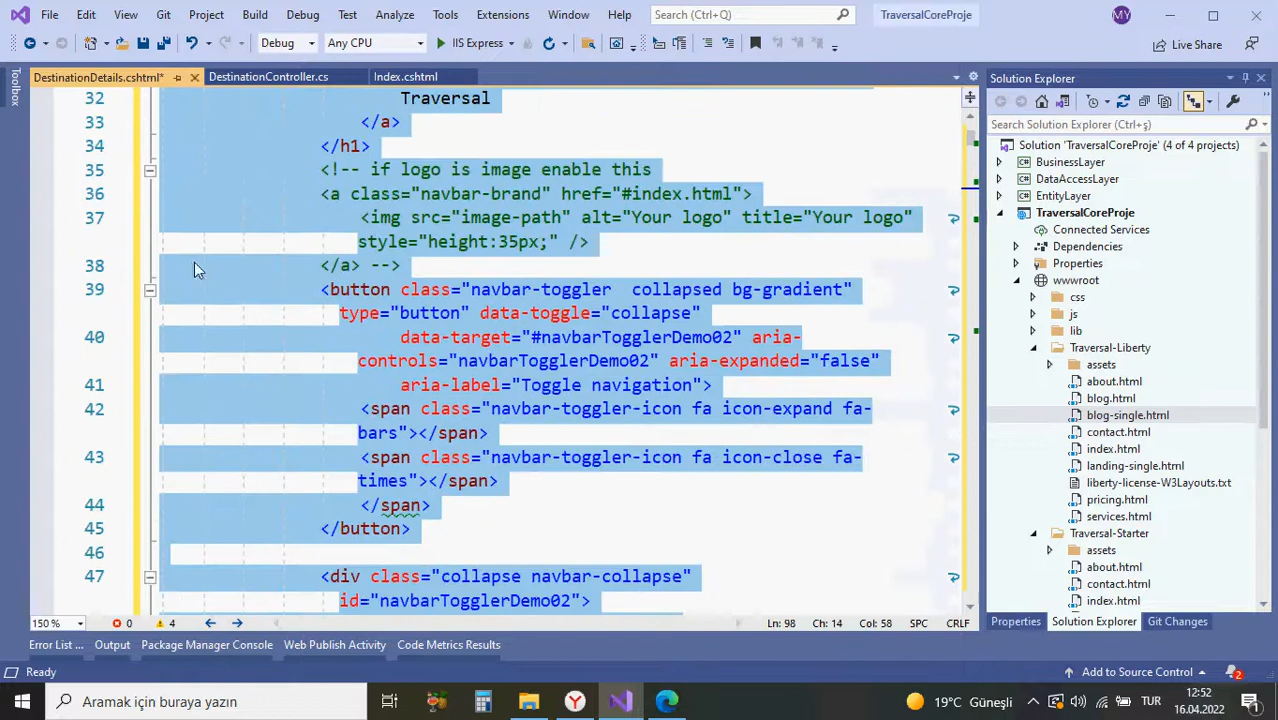 File Edit View Git Project Build Debug Test Analyze Tools Extensions Window Help Search (Ctrl+Q) TraversalCoreProje MY
Debug Any CPU IIS Express Live Share
Toolbox
DestinationDetails.cshtml* DestinationController.cs Index.cshtml
32 Traversal
33 </a>
34 </h1>
35 <!-- if logo is image enable this
36 <a class="navbar-brand" href="#index.html">
37 <img src="image-path" alt="Your logo" title="Your logo"
style="height:35px;" />
38 </a> -->
39 <button class="navbar-toggler  collapsed bg-gradient"
type="button" data-toggle="collapse"
40 data-target="#navbarTogglerDemo02" aria-
controls="navbarTogglerDemo02" aria-expanded="false"
41 aria-label="Toggle navigation">
42 <span class="navbar-toggler-icon fa icon-expand fa-
bars"></span>
43 <span class="navbar-toggler-icon fa icon-close fa-
times"></span>
44 </span>
45 </button>
46
47 <div class="collapse navbar-collapse"
id="navbarTogglerDemo02">
150 % 0 4 Ln: 98 Ch: 14 Col: 58 SPC CRLF
Solution Explorer
Search Solution Explorer (Ctrl+ş)
Solution 'TraversalCoreProje' (4 of 4 projects)
BusinessLayer
DataAccessLayer
EntityLayer
TraversalCoreProje
Connected Services
Dependencies
Properties
wwwroot
css
js
lib
Traversal-Liberty
assets
about.html
blog.html
blog-single.html
contact.html
index.html
landing-single.html
liberty-license-W3Layouts.txt
pricing.html
services.html
Traversal-Starter
assets
about.html
contact.html
index.html
Properties Solution Explorer Git Changes
Error List ... Output Package Manager Console Web Publish Activity Code Metrics Results
Ready Add to Source Control 2
Aramak için buraya yazın 19°C Güneşli TUR 12:52
16.04.2022 1